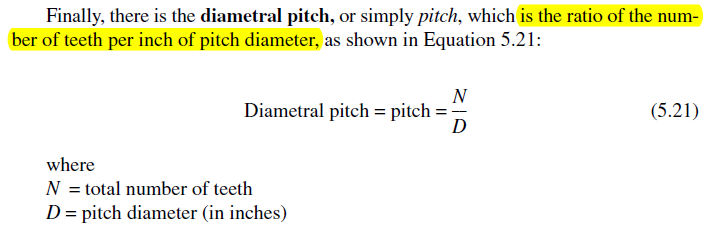 Finally, there is the diametral pitch, or simply pitch, which is the ratio of the num-
ber of teeth per inch of pitch diameter, as shown in Equation 5.21:
Diametral pitch = pitch = N/D (5.21)
where
N = total number of teeth
D = pitch diameter (in inches)